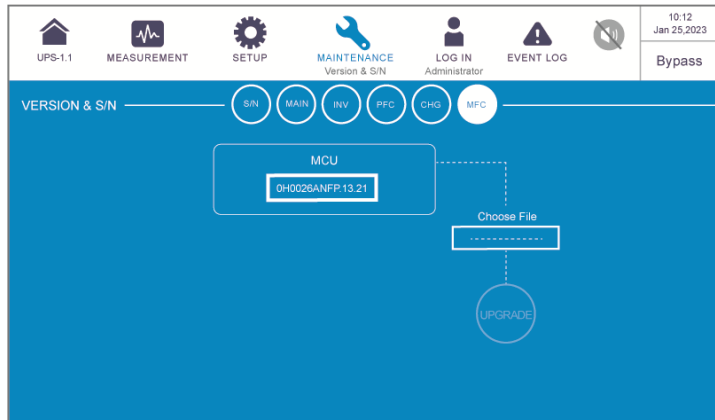 10:12
Jan 25,2023
UPS-1.1
MEASUREMENT
SETUP
MAINTENANCE
Version & S/N
LOG IN
Administrator
EVENT LOG
Bypass
VERSION & S/N
S/N
MAIN
INV
PFC
CHG
MFC
MCU
0H0026ANFP.13.21
Choose File
UPGRADE